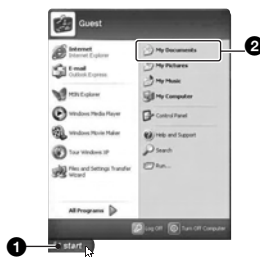 Guest
Internet
Internet Explorer
E-mail
Outlook Express
MSN Explorer
Windows Media Player
Windows Movie Maker
Tour Windows XP
Files and Settings Transfer
Wizard
All Programs
My Documents
My Pictures
My Music
My Computer
Control Panel
Help and Support
Search
Run...
Log Off
Turn Off Computer
start
1
2